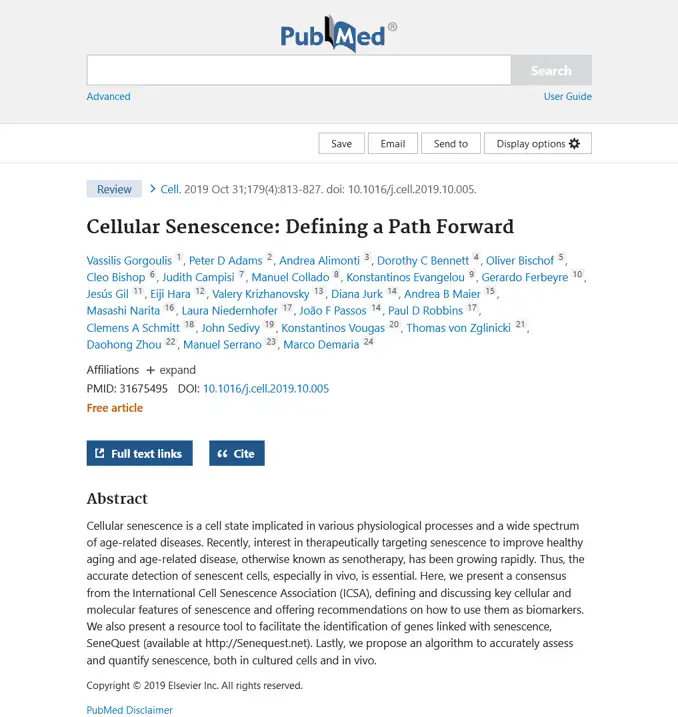 PubMed®
Search
Advanced
User Guide
Save
Email
Send to
Display options
Review
Cell. 2019 Oct 31;179(4):813-827. doi: 10.1016/j.cell.2019.10.005.
Cellular Senescence: Defining a Path Forward
Vassilis Gorgoulis 1, Peter D Adams 2, Andrea Alimonti 3, Dorothy C Bennett 4, Oliver Bischof 5,
Cleo Bishop 6, Judith Campisi 7, Manuel Collado 8, Konstantinos Evangelou 9, Gerardo Ferbeyre 10,
Jesús Gil 11, Eiji Hara 12, Valery Krizhanovsky 13, Diana Jurk 14, Andrea B Maier 15,
Masashi Narita 16, Laura Niedernhofer 17, João F Passos 14, Paul D Robbins 17,
Clemens A Schmitt 18, John Sedivy 19, Konstantinos Vougas 20, Thomas von Zglinicki 21,
Daohong Zhou 22, Manuel Serrano 23, Marco Demaria 24
Affiliations + expand
PMID: 31675495 DOI: 10.1016/j.cell.2019.10.005
Free article
Full text links
Cite
Abstract
Cellular senescence is a cell state implicated in various physiological processes and a wide spectrum
of age-related diseases. Recently, interest in therapeutically targeting senescence to improve healthy
aging and age-related disease, otherwise known as senotherapy, has been growing rapidly. Thus, the
accurate detection of senescent cells, especially in vivo, is essential. Here, we present a consensus
from the International Cell Senescence Association (ICSA), defining and discussing key cellular and
molecular features of senescence and offering recommendations on how to use them as biomarkers.
We also present a resource tool to facilitate the identification of genes linked with senescence,
SeneQuest (available at http://Senequest.net). Lastly, we propose an algorithm to accurately assess
and quantify senescence, both in cultured cells and in vivo.
Copyright © 2019 Elsevier Inc. All rights reserved.
PubMed Disclaimer